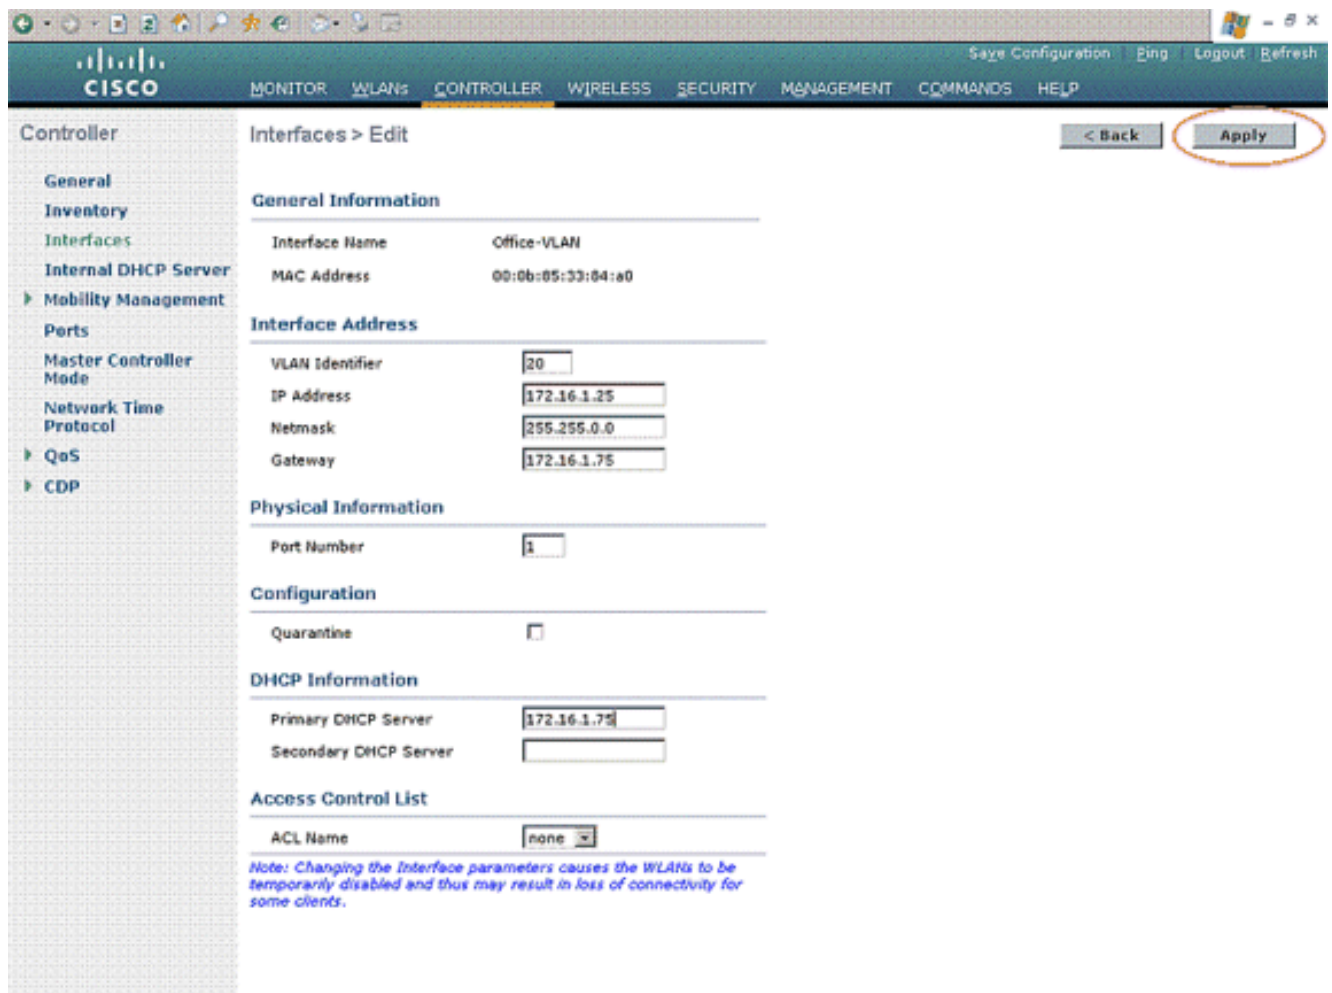 Save Configuration Ping Logout Refresh
CISCO
MONITOR WLANs CONTROLLER WIRELESS SECURITY MANAGEMENT COMMANDS HELP
Controller
General
Inventory
Interfaces
Internal DHCP Server
Mobility Management
Ports
Master Controller
Mode
Network Time
Protocol
QoS
CDP
Interfaces > Edit
< Back
Apply
General Information
Interface Name Office-VLAN
MAC Address 00:0b:85:33:84:a0
Interface Address
VLAN Identifier 20
IP Address 172.16.1.25
Netmask 255.255.0.0
Gateway 172.16.1.75
Physical Information
Port Number 1
Configuration
Quarantine
DHCP Information
Primary DHCP Server 172.16.1.75
Secondary DHCP Server
Access Control List
ACL Name none
Note: Changing the Interface parameters causes the WLANs to be
temporarily disabled and thus may result in loss of connectivity for
some clients.